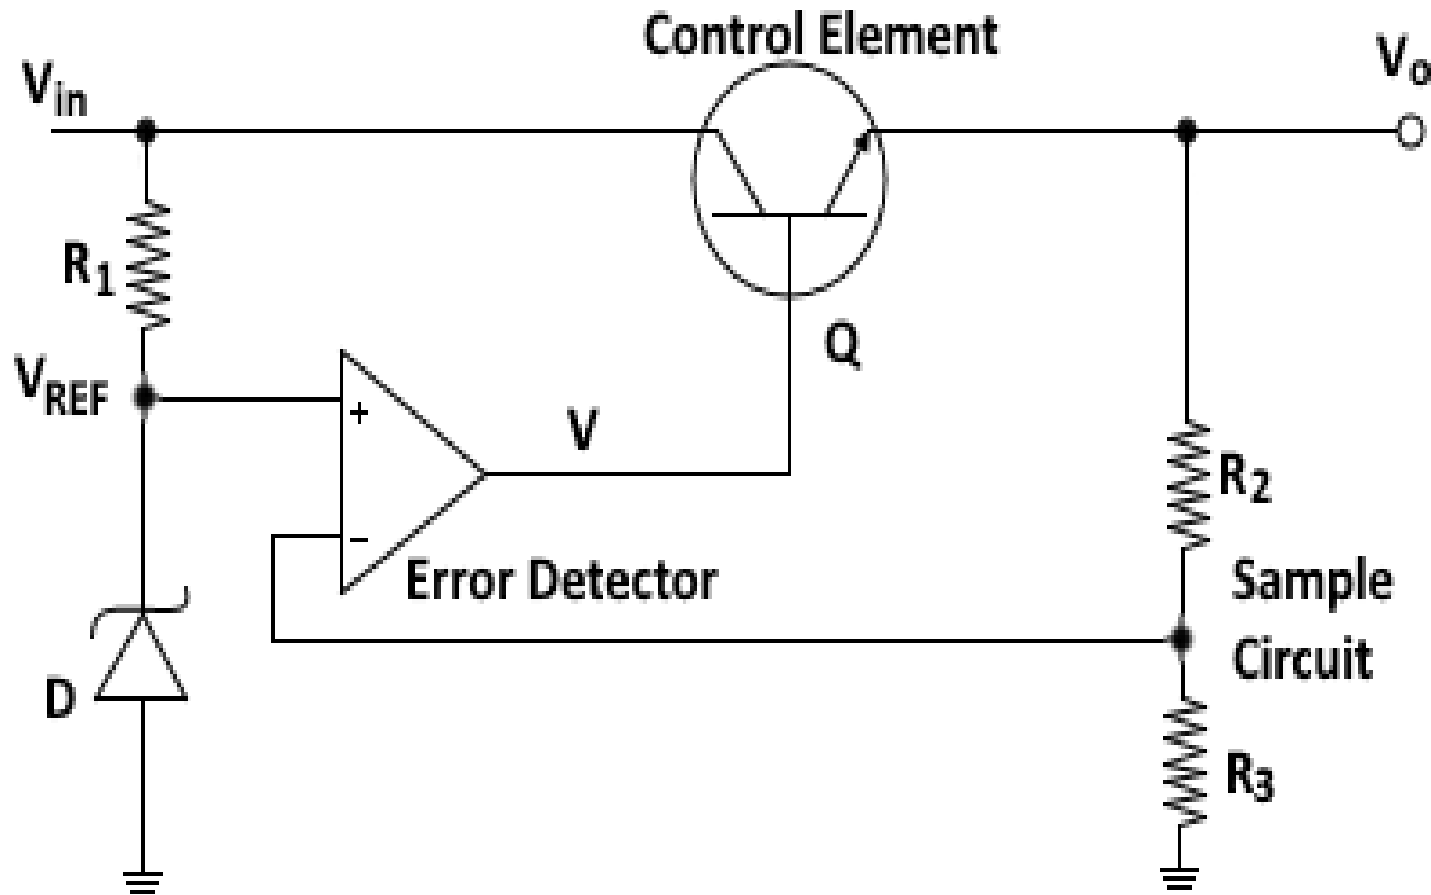 Control Element
Vin
Vo
R1
Q
VREF
+
V
R2
−
Error Detector
Sample
Circuit
D
R3